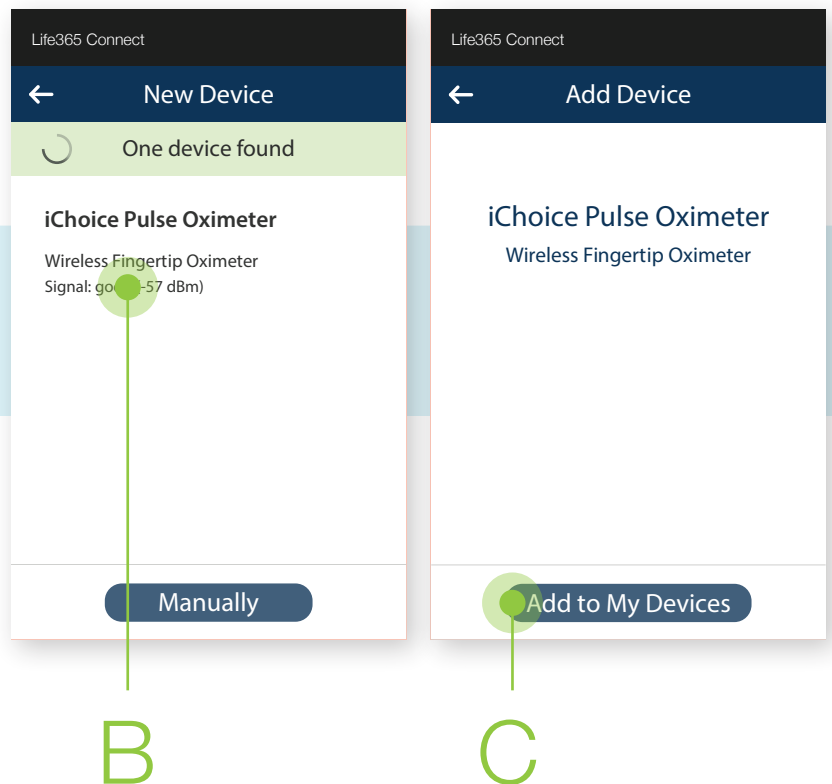 Life365 Connect
New Device
One device found
iChoice Pulse Oximeter
Wireless Fingertip Oximeter
Signal: -57 dBm)
Manually
B
Life365 Connect
Add Device
iChoice Pulse Oximeter
Wireless Fingertip Oximeter
Add to My Devices
C